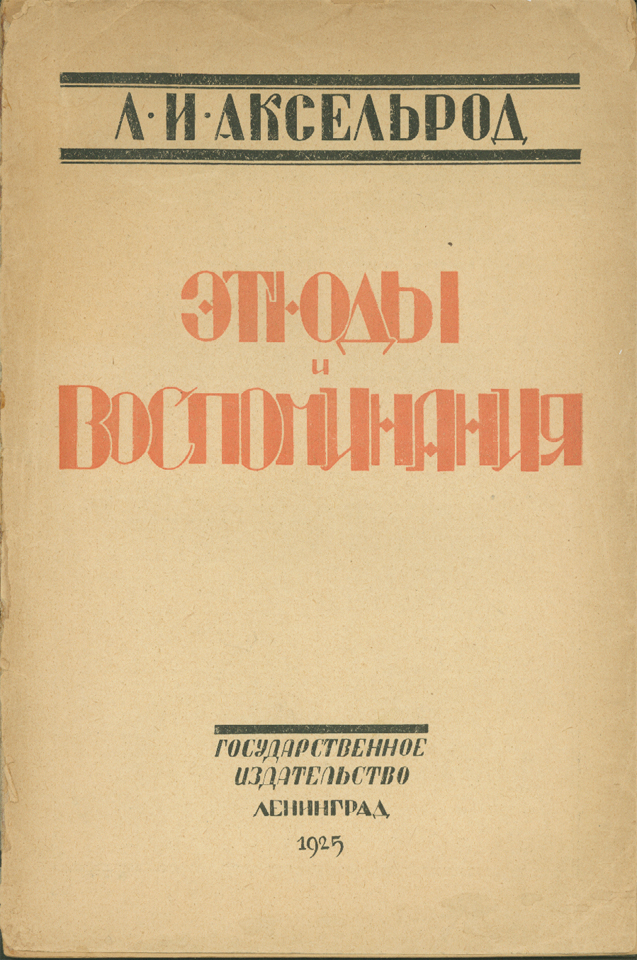 Л·И·АКСЕЛЬРОД
ЭТЮДЫ
и
ВОСПОМИНАНИЯ
ГОСУДАРСТВЕННОЕ
ИЗДАТЕЛЬСТВО
ЛЕНИНГРАД
1925